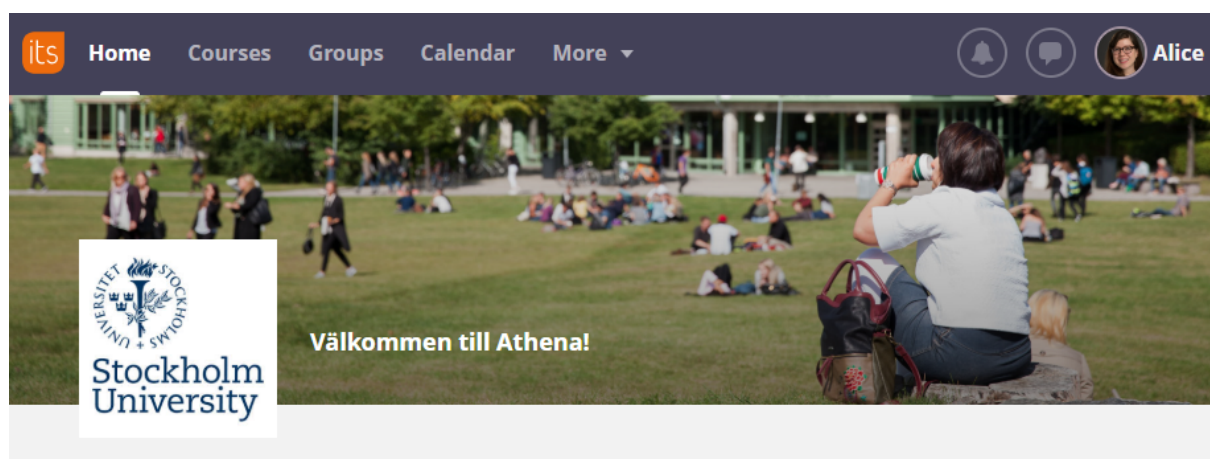 its
Home
Courses
Groups
Calendar
More
Alice
STOCKHOLMS
UNIVERSITET
Stockholm
University
Välkommen till Athena!